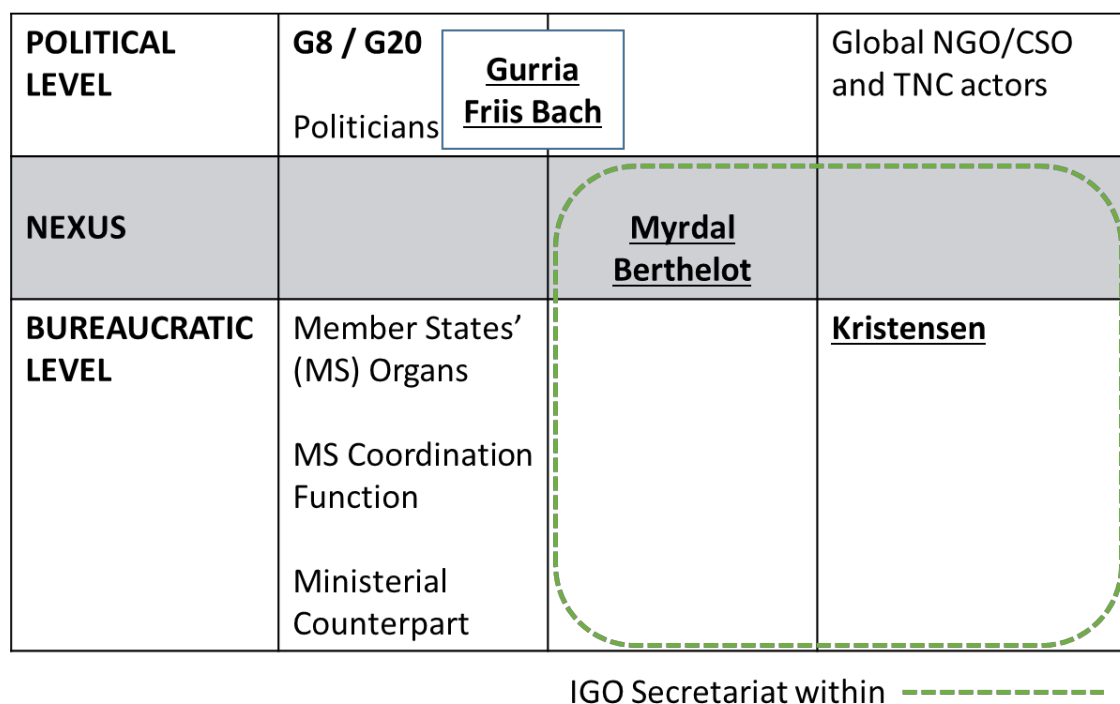 POLITICAL
LEVEL
G8 / G20
Politicians
Gurria
Friis Bach
Global NGO/CSO
and TNC actors
NEXUS
Myrdal
Berthelot
BUREAUCRATIC
LEVEL
Member States’
(MS) Organs
MS Coordination
Function
Ministerial
Counterpart
Kristensen
IGO Secretariat within